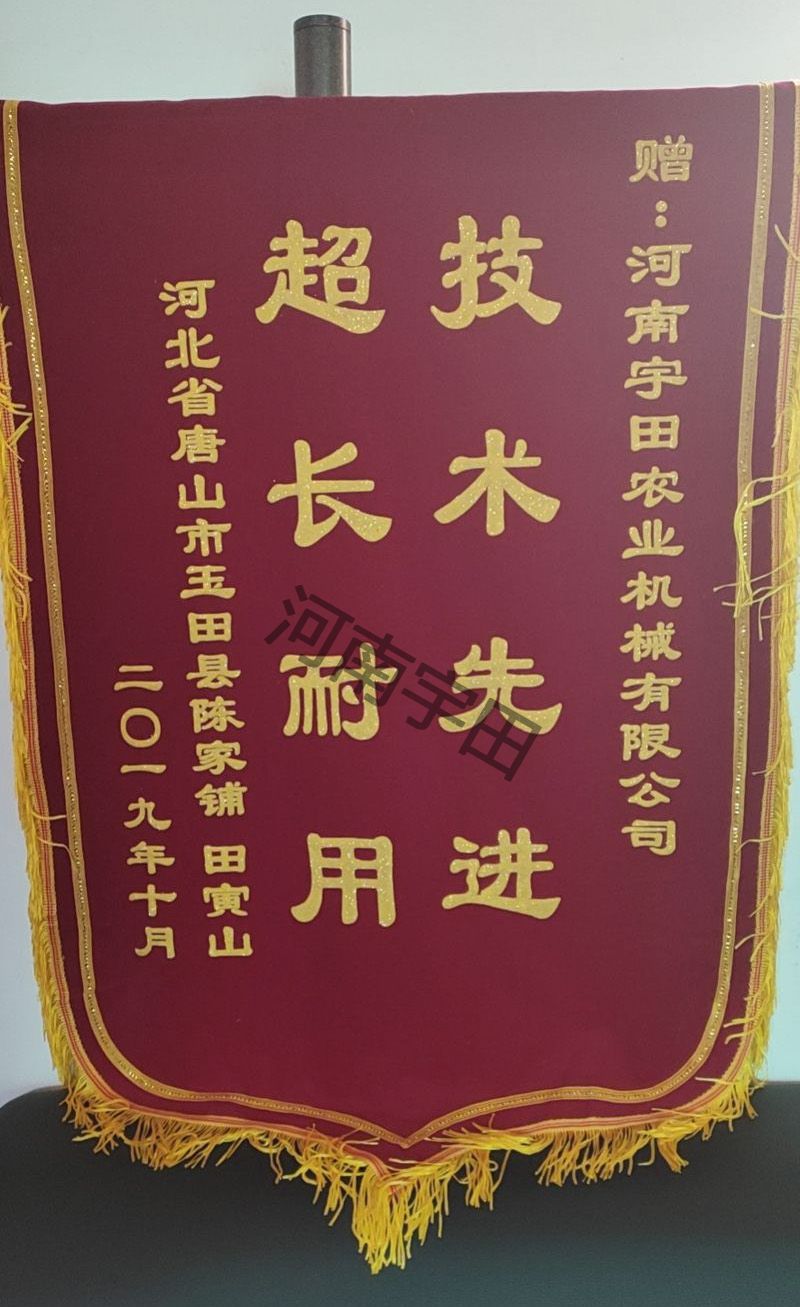 赠:河南宇田农业机械有限公司
技术先进
超长耐用
河北省唐山市玉田县陈家铺 田寅山
二〇一九年十月
河南宇田